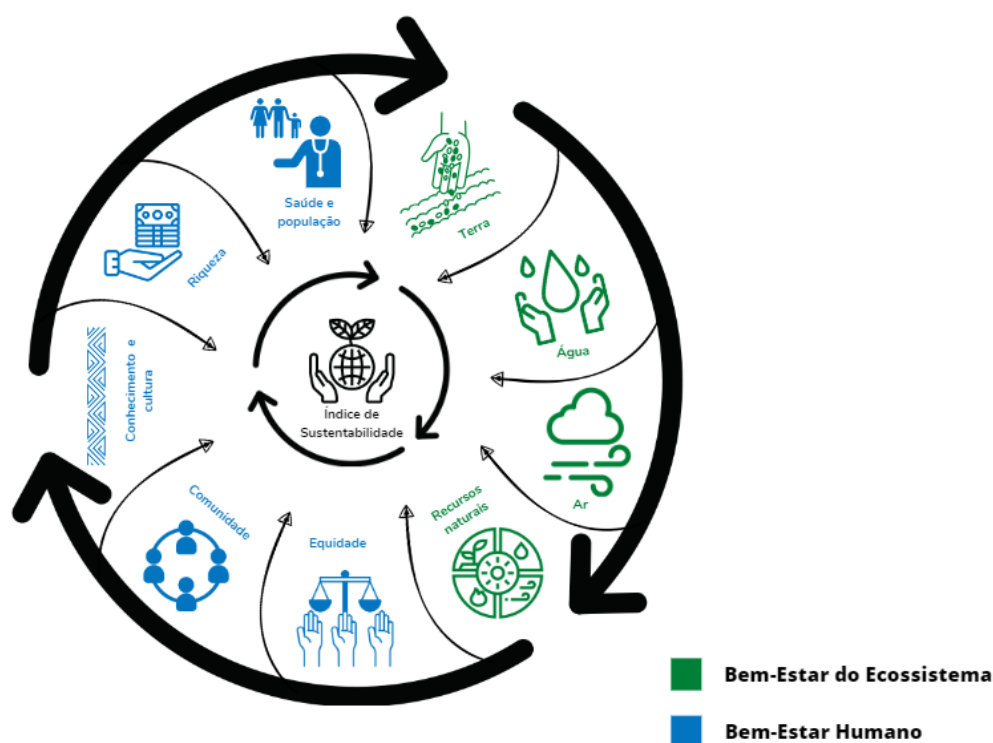 Saúde e
população
Terra
Riqueza
Água
Conhecimento e
cultura
Índice de
Sustentabilidade
Ar
Recursos
naturais
Comunidade
Equidade
Bem-Estar do Ecossistema
Bem-Estar Humano